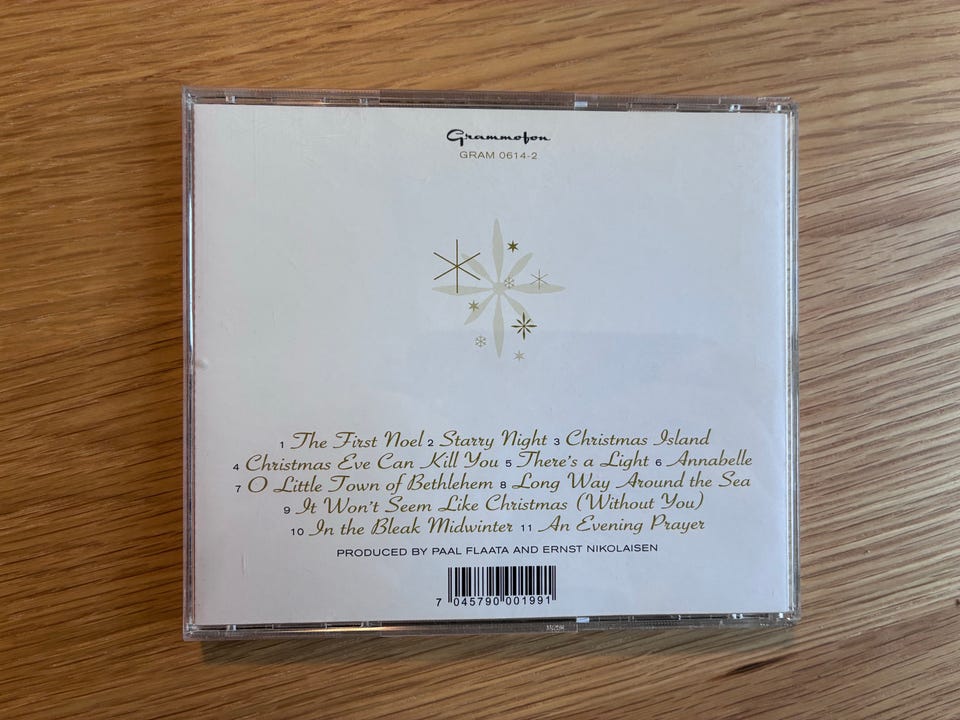 Grammofon
GRAM 0614-2
1 The First Noel 2 Starry Night 3 Christmas Island
4 Christmas Eve Can Kill You 5 There's a Light 6 Annabelle
7 O Little Town of Bethlehem 8 Long Way Around the Sea
9 It Won't Seem Like Christmas (Without You)
10 In the Bleak Midwinter 11 An Evening Prayer
PRODUCED BY PAAL FLAATA AND ERNST NIKOLAISEN
7 045790 001991